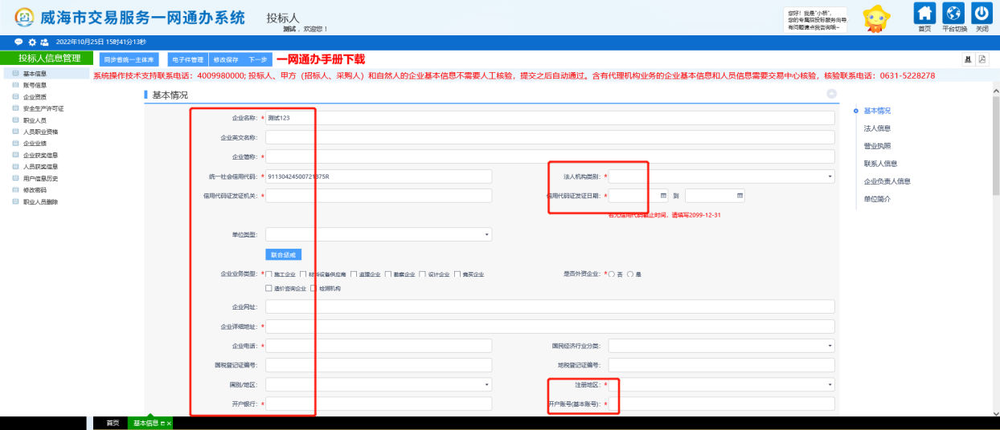 威海市交易服务一网通办系统
投标人
测试，欢迎您！
您好！我是“小桥”，
您的专属招投标服务向导，
有问题请点我咨询哦~
首页 平台切换 关闭
2022年10月25日 15时41分13秒
投标人信息管理
同步省统一主体库 电子件管理 修改保存 下一步 一网通办手册下载
系统操作技术支持联系电话：4009980000; 投标人、甲方（招标人、采购人）和自然人的企业基本信息不需要人工核验，提交之后自动通过。含有代理机构业务的企业基本信息和人员信息需要交易中心核验，核验联系电话：0631-5228278
基本信息
账号信息
企业资质
安全生产许可证
职业人员
人员职业资格
企业业绩
企业获奖信息
人员获奖信息
用户信息历史
修改密码
职业人员删除
基本情况
企业名称： * 测试123
企业英文名称：
企业简称： *
统一社会信用代码： * 91130424500721375R 法人机构类别： *
信用代码证发证机关： * 信用代码证发证日期： * 到
若无信用代码截止时间，请填写2099-12-31
单位类型：
联合惩戒
企业业务类型： * 施工企业 材料设备供应商 监理企业 勘察企业 设计企业 竞买企业 是否外资企业： * 否 是
造价咨询企业 检测机构
企业网址：
企业详细地址： *
企业电话： * 国民经济行业分类：
国税登记证编号： 地税登记证编号：
国别/地区： 注册地区： *
开户银行： * 开户账号(基本账号)： *
基本情况
法人信息
营业执照
联系人信息
企业负责人信息
单位简介
首页 基本信息